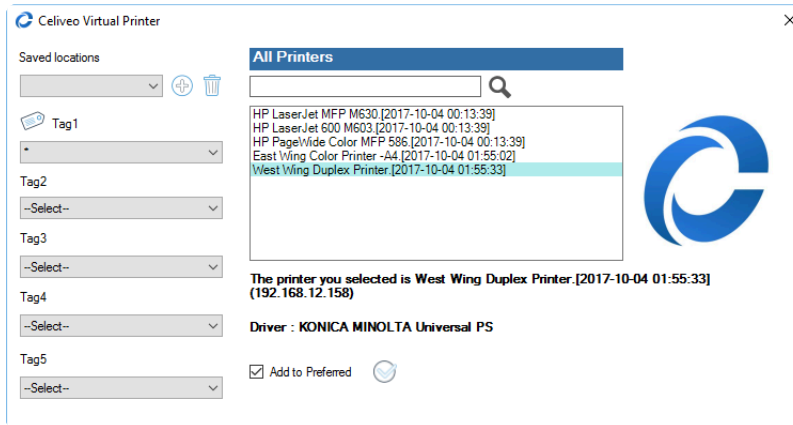 Celiveo Virtual Printer
Saved locations
Tag1
*
Tag2
--Select--
Tag3
--Select--
Tag4
--Select--
Tag5
--Select--
All Printers
HP LaserJet MFP M630.[2017-10-04 00:13:39]
HP LaserJet 600 M603.[2017-10-04 00:13:39]
HP PageWide Color MFP 586.[2017-10-04 00:13:39]
East Wing Color Printer -A4.[2017-10-04 01:55:02]
West Wing Duplex Printer.[2017-10-04 01:55:33]
The printer you selected is West Wing Duplex Printer.[2017-10-04 01:55:33]
(192.168.12.158)
Driver : KONICA MINOLTA Universal PS
Add to Preferred